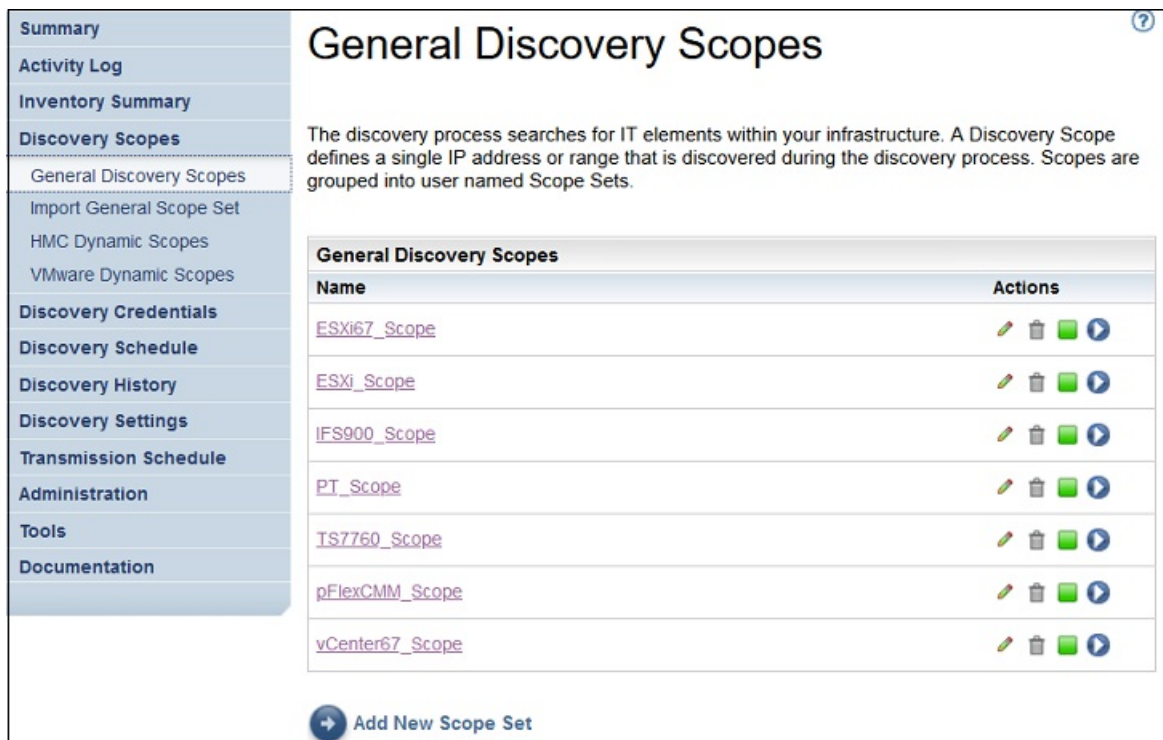 Summary
Activity Log
Inventory Summary
Discovery Scopes
General Discovery Scopes
Import General Scope Set
HMC Dynamic Scopes
VMware Dynamic Scopes
Discovery Credentials
Discovery Schedule
Discovery History
Discovery Settings
Transmission Schedule
Administration
Tools
Documentation
?
General Discovery Scopes
The discovery process searches for IT elements within your infrastructure. A Discovery Scope
defines a single IP address or range that is discovered during the discovery process. Scopes are
grouped into user named Scope Sets.
General Discovery Scopes
Name Actions
ESXi67_Scope
ESXi_Scope
IFS900_Scope
PT_Scope
TS7760_Scope
pFlexCMM_Scope
vCenter67_Scope
Add New Scope Set